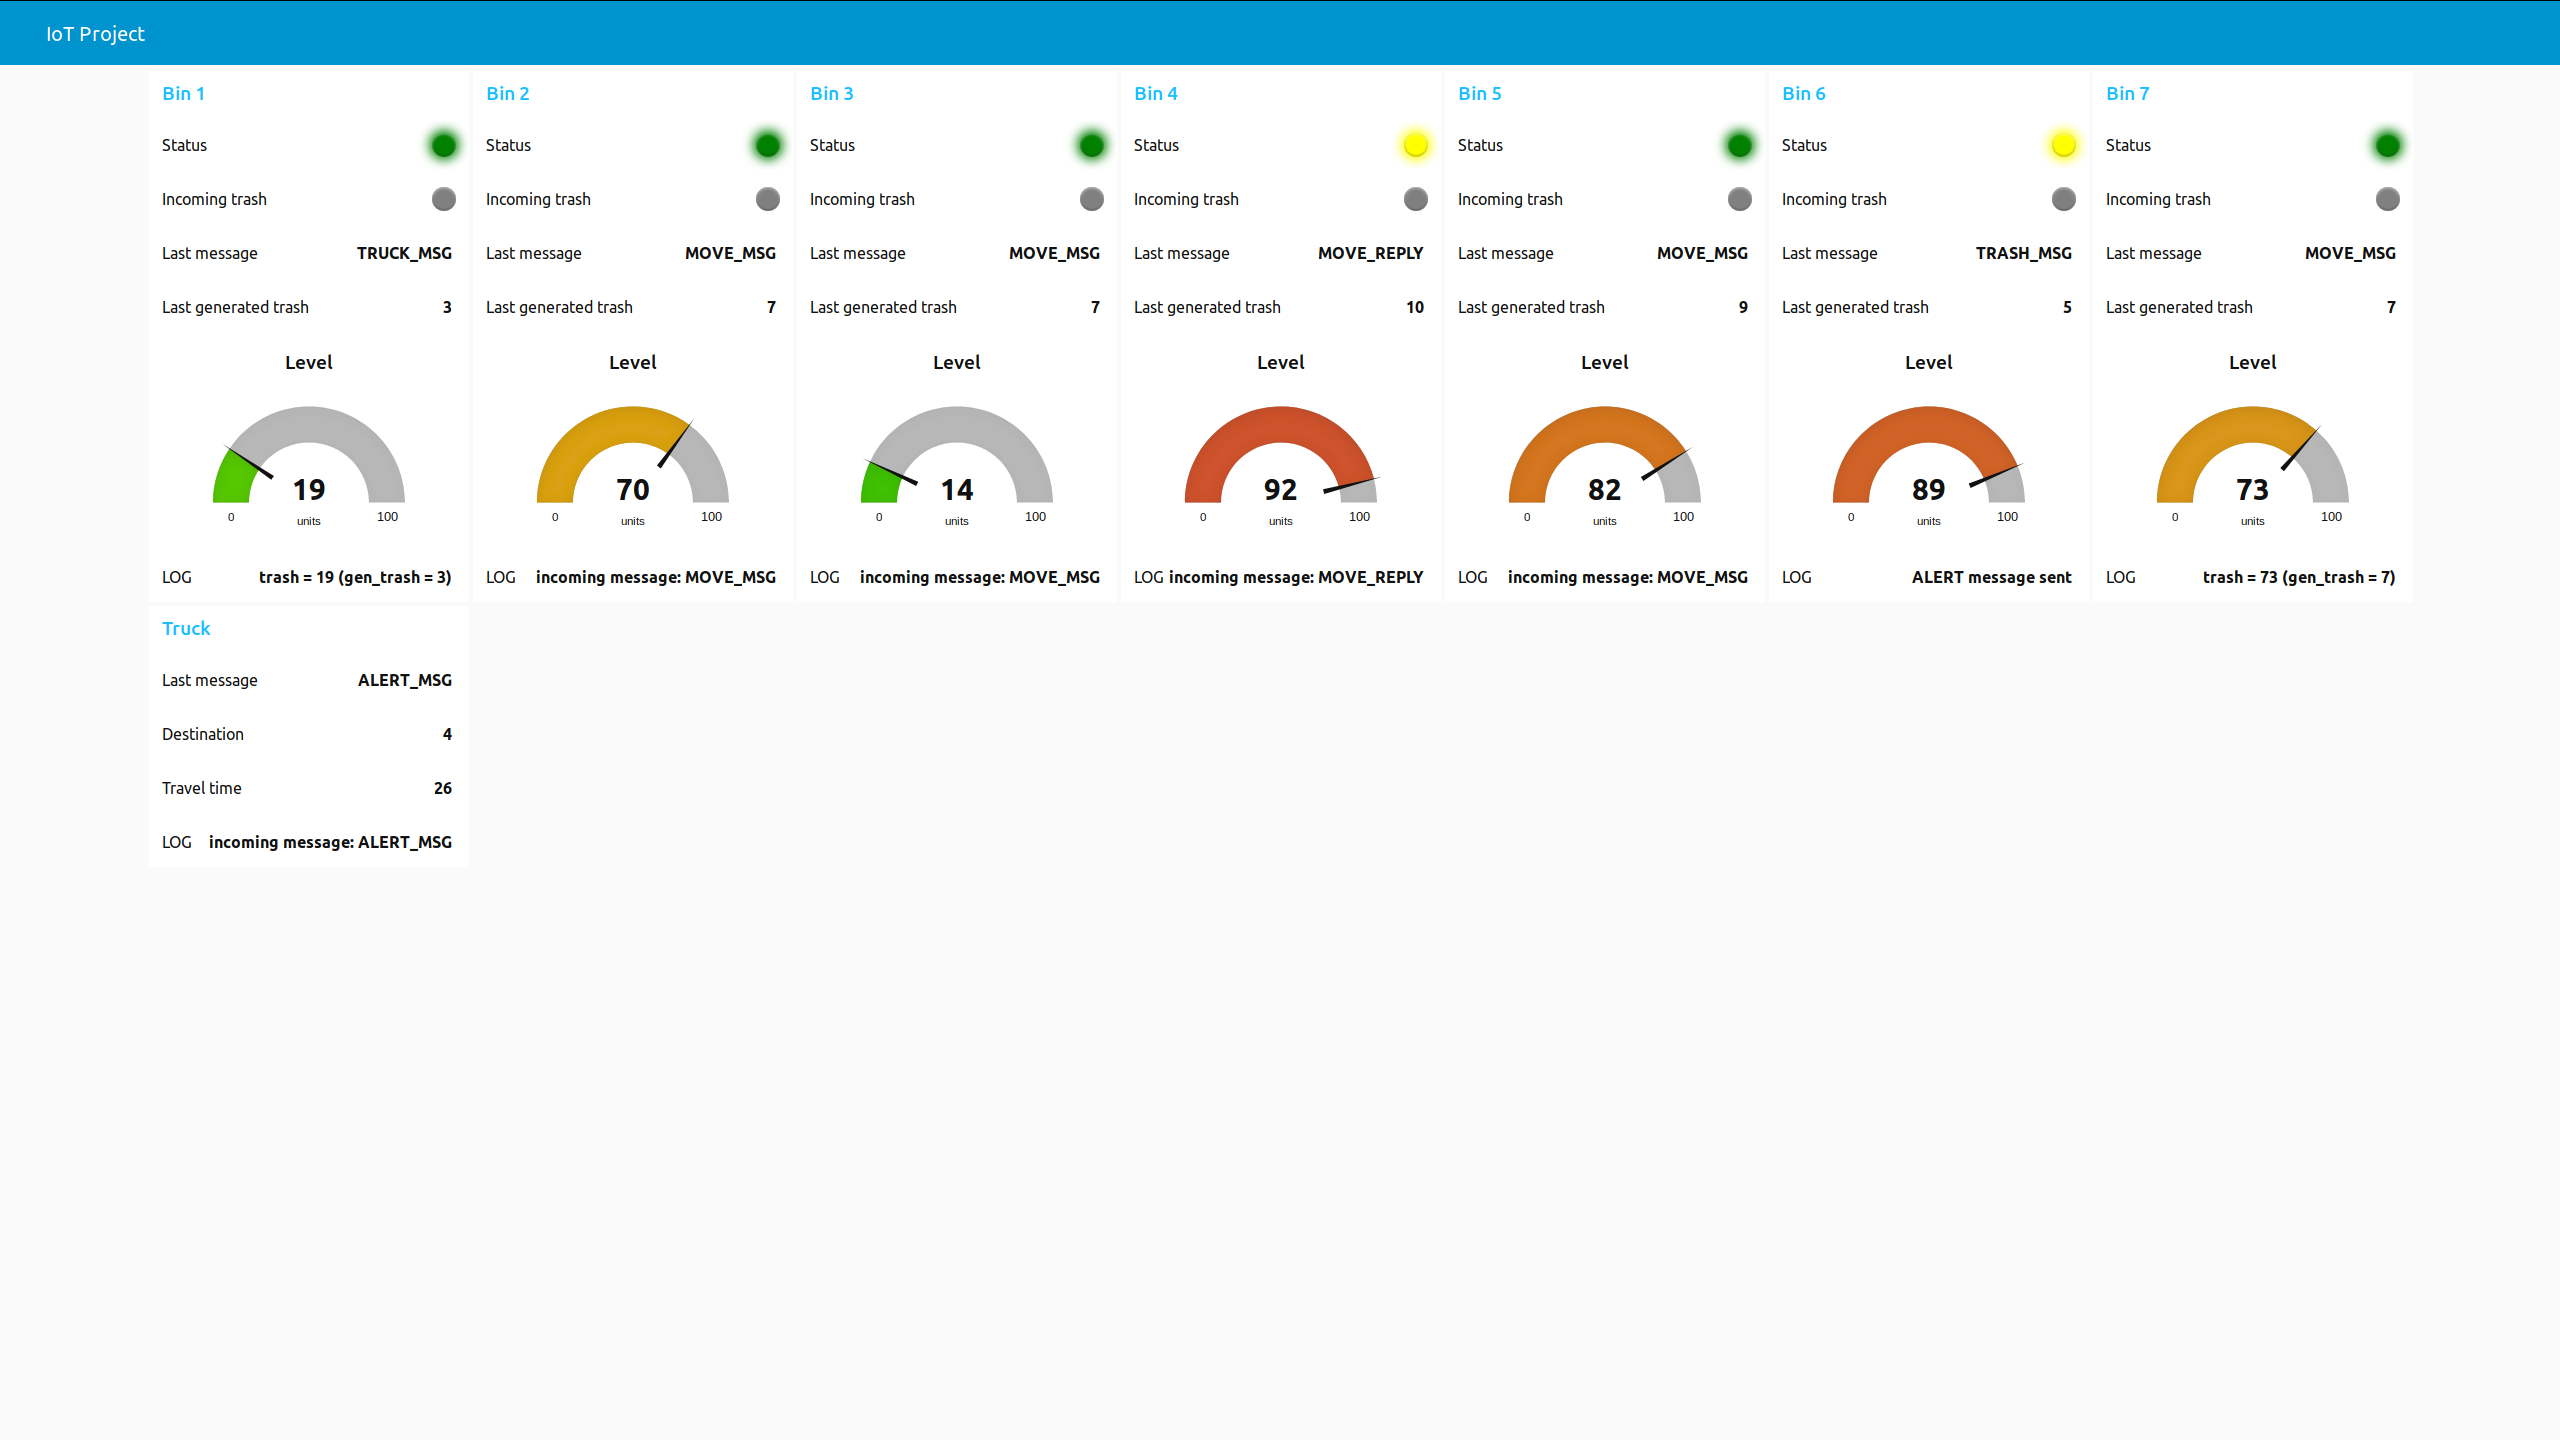 IoT Project
Bin 1
Status
Incoming trash
Last message TRUCK_MSG
Last generated trash 3
Level
19
0 units 100
LOG trash = 19 (gen_trash = 3)
Bin 2
Status
Incoming trash
Last message MOVE_MSG
Last generated trash 7
Level
70
0 units 100
LOG incoming message: MOVE_MSG
Bin 3
Status
Incoming trash
Last message MOVE_MSG
Last generated trash 7
Level
14
0 units 100
LOG incoming message: MOVE_MSG
Bin 4
Status
Incoming trash
Last message MOVE_REPLY
Last generated trash 10
Level
92
0 units 100
LOG incoming message: MOVE_REPLY
Bin 5
Status
Incoming trash
Last message MOVE_MSG
Last generated trash 9
Level
82
0 units 100
LOG incoming message: MOVE_MSG
Bin 6
Status
Incoming trash
Last message TRASH_MSG
Last generated trash 5
Level
89
0 units 100
LOG ALERT message sent
Bin 7
Status
Incoming trash
Last message MOVE_MSG
Last generated trash 7
Level
73
0 units 100
LOG trash = 73 (gen_trash = 7)
Truck
Last message ALERT_MSG
Destination 4
Travel time 26
LOG incoming message: ALERT_MSG